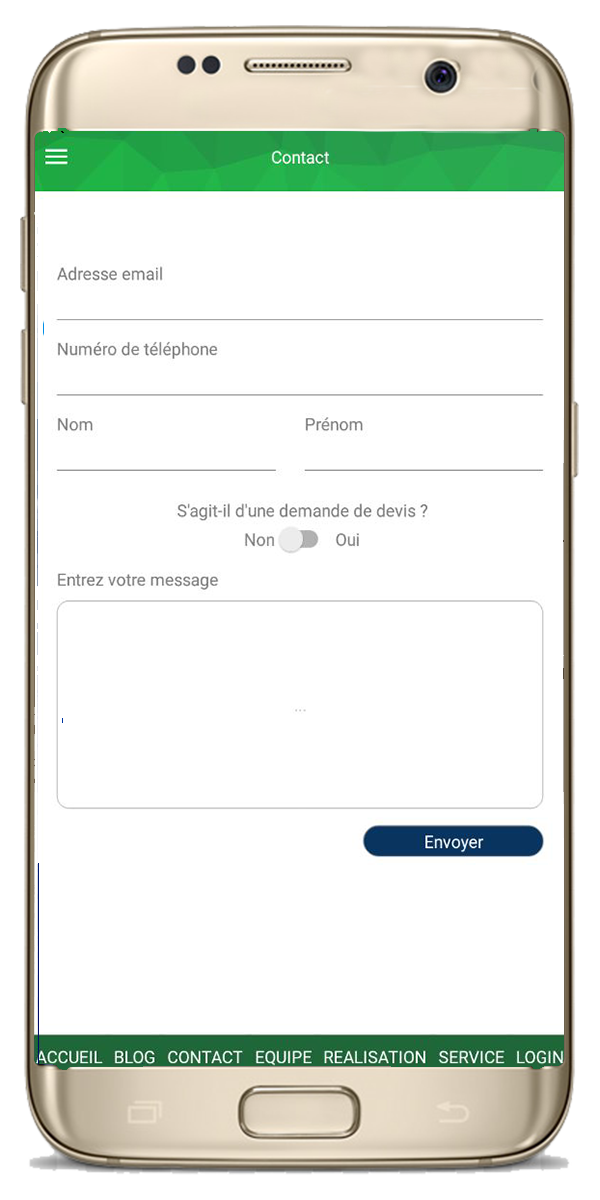 Contact
Adresse email
Numéro de téléphone
Nom Prénom
S'agit-il d'une demande de devis ?
Non Oui
Entrez votre message
...
Envoyer
ACCUEIL BLOG CONTACT EQUIPE REALISATION SERVICE LOGIN